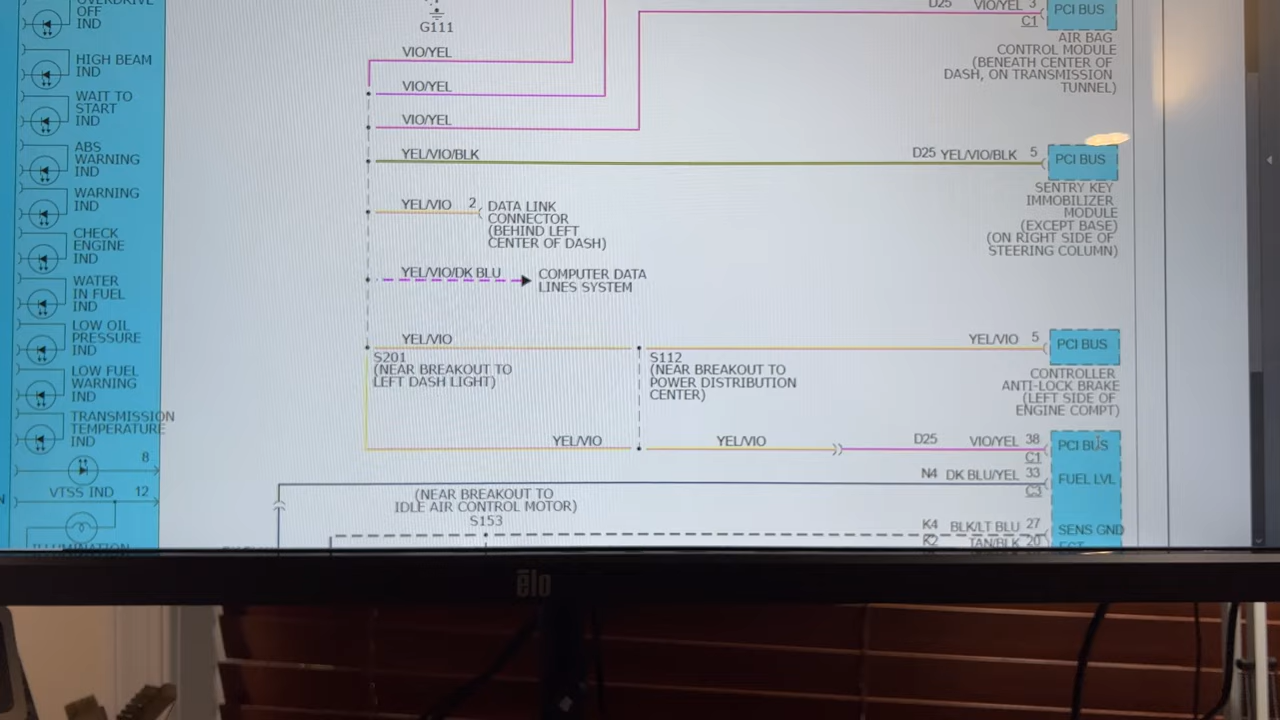 OFF
IND
HIGH BEAM
IND
WAIT TO
START
IND
ABS
WARNING
IND
WARNING
IND
CHECK
ENGINE
IND
WATER
IN FUEL
IND
LOW OIL
PRESSURE
IND
LOW FUEL
WARNING
IND
TRANSMISSION
TEMPERATURE
IND
8
VTSS IND 12
G111
VIO/YEL
VIO/YEL
VIO/YEL
D25 VIO/YEL 3
C1
PCI BUS
AIR BAG
CONTROL MODULE
(BENEATH CENTER OF
DASH, ON TRANSMISSION
TUNNEL)
YEL/VIO/BLK
D25 YEL/VIO/BLK 5
PCI BUS
SENTRY KEY
IMMOBILIZER
MODULE
(EXCEPT BASE)
(ON RIGHT SIDE OF
STEERING COLUMN)
YEL/VIO 2
DATA LINK
CONNECTOR
(BEHIND LEFT
CENTER OF DASH)
YEL/VIO/DK BLU
COMPUTER DATA
LINES SYSTEM
YEL/VIO
S201
(NEAR BREAKOUT TO
LEFT DASH LIGHT)
S112
(NEAR BREAKOUT TO
POWER DISTRIBUTION
CENTER)
YEL/VIO 5
PCI BUS
CONTROLLER
ANTI-LOCK BRAKE
(LEFT SIDE OF
ENGINE COMPT)
YEL/VIO
YEL/VIO
D25 VIO/YEL 38
C1
PCI BUS
N4 DK BLU/YEL 33
C3
FUEL LVL
(NEAR BREAKOUT TO
IDLE AIR CONTROL MOTOR)
S153
K4 BLK/LT BLU 27
SENS GND
K2 TAN/BLK 20
ECT
elo